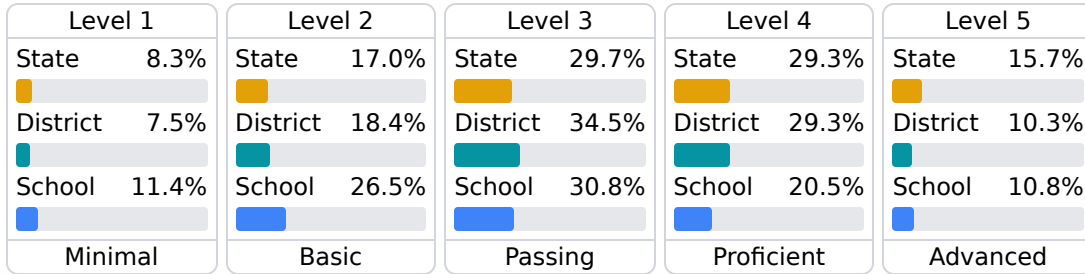 Level 1
State 8.3%
District 7.5%
School 11.4%
Minimal
Level 2
State 17.0%
District 18.4%
School 26.5%
Basic
Level 3
State 29.7%
District 34.5%
School 30.8%
Passing
Level 4
State 29.3%
District 29.3%
School 20.5%
Proficient
Level 5
State 15.7%
District 10.3%
School 10.8%
Advanced